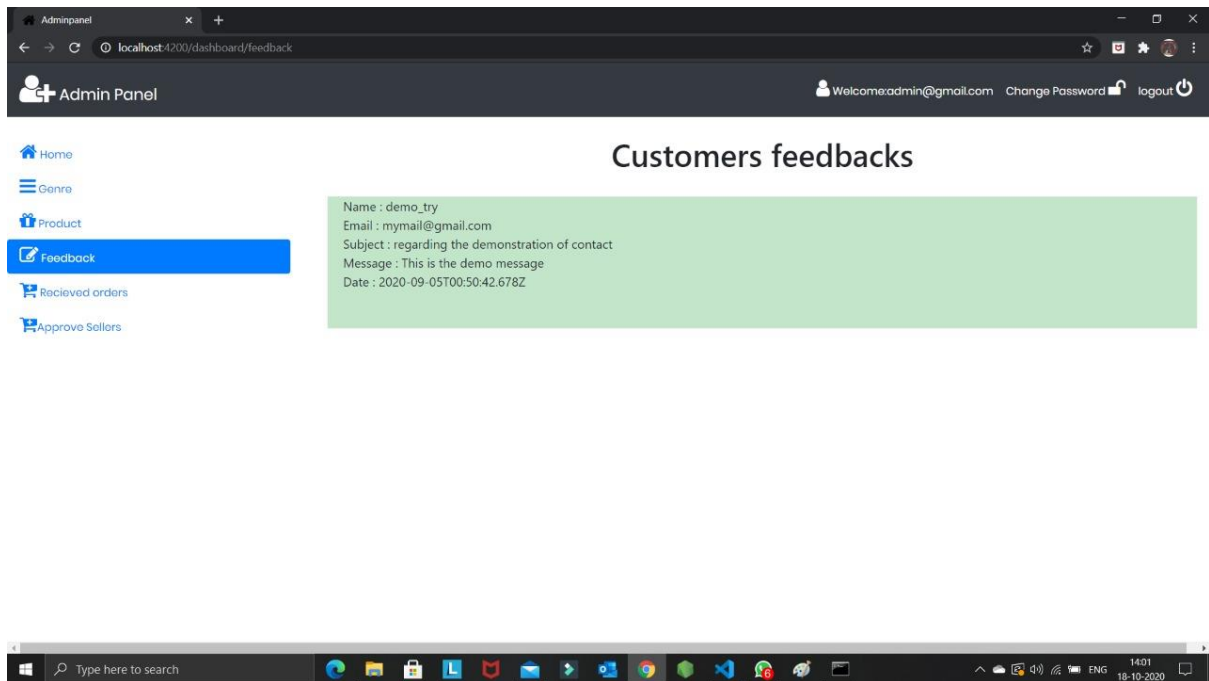 Adminpanel
localhost:4200/dashboard/feedback
Admin Panel
Welcome:admin@gmail.com Change Password logout
Home
Genre
Product
Feedback
Recieved orders
Approve Sellers
Customers feedbacks
Name : demo_try
Email : mymail@gmail.com
Subject : regarding the demonstration of contact
Message : This is the demo message
Date : 2020-09-05T00:50:42.678Z
Type here to search
L
6
ENG
14:01
18-10-2020